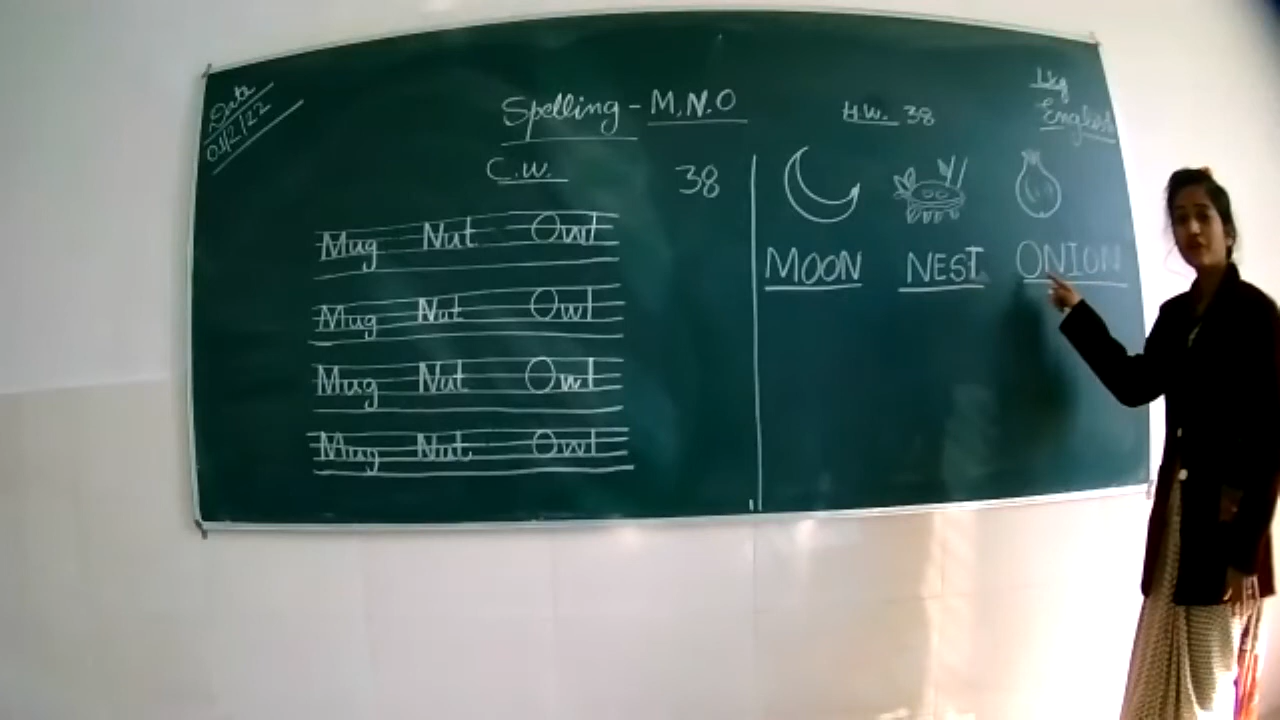 Date
01/2/22
Spelling - M.N.O
H.W. 38
Lkg
English
C.W. 38
Mug Nut Owl
Mug Nut Owl
Mug Nut Owl
Mug Nut Owl
MOON NEST ONION